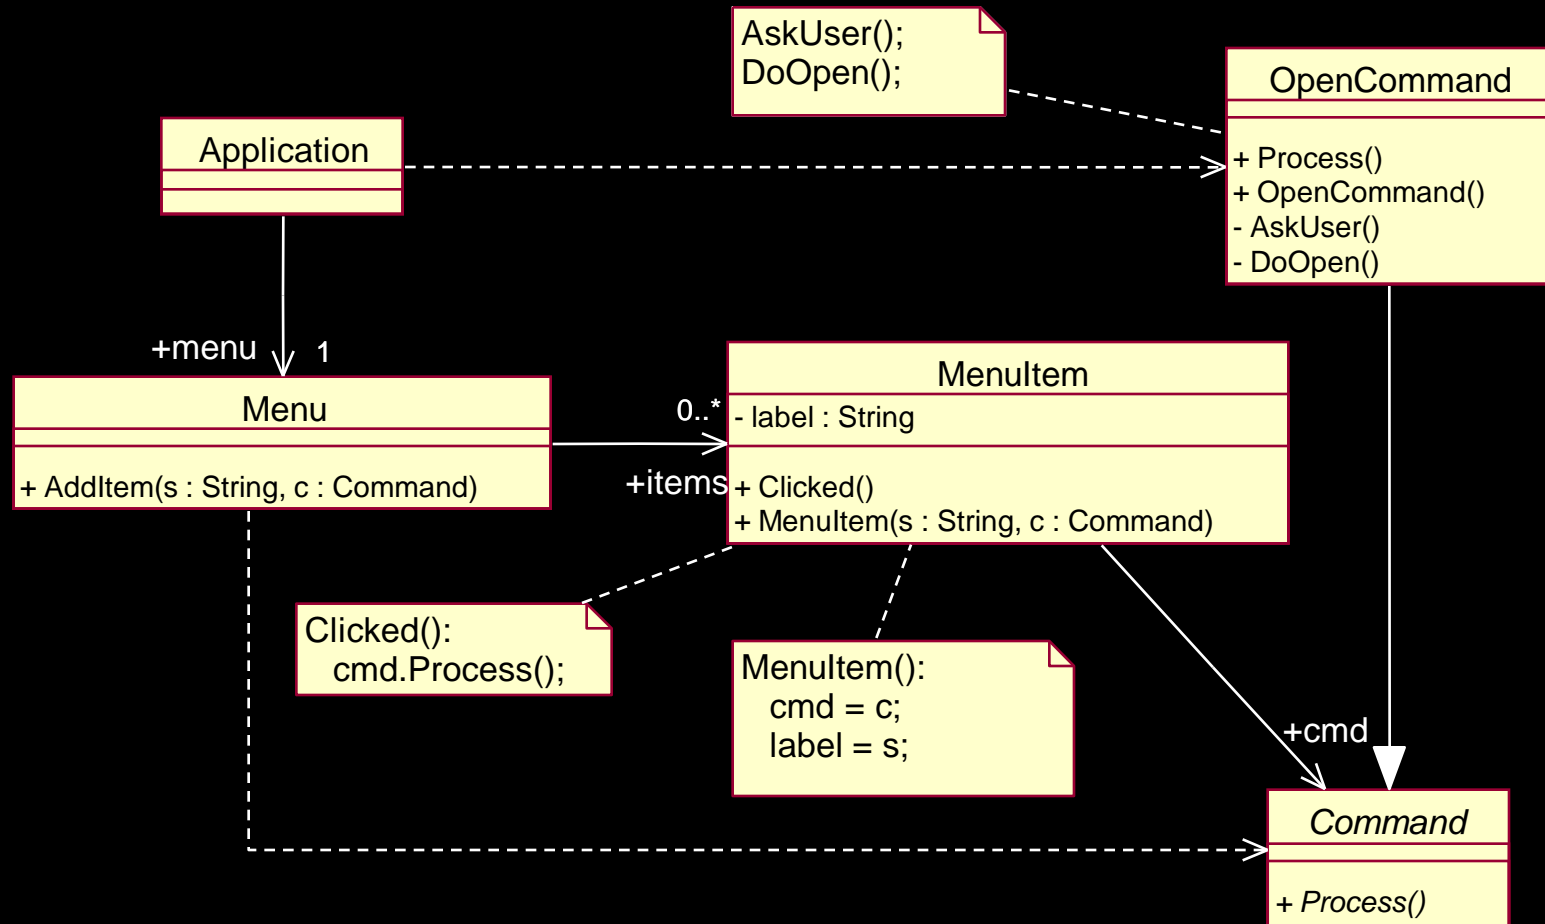 AskUser();
DoOpen();
OpenCommand
+ Process()
+ OpenCommand()
- AskUser()
- DoOpen()
Application
+menu
1
Menu
+ AddItem(s : String, c : Command)
0..*
+items
MenuItem
- label : String
+ Clicked()
+ MenuItem(s : String, c : Command)
Clicked():
cmd.Process();
MenuItem():
cmd = c;
label = s;
+cmd
Command
+ Process()